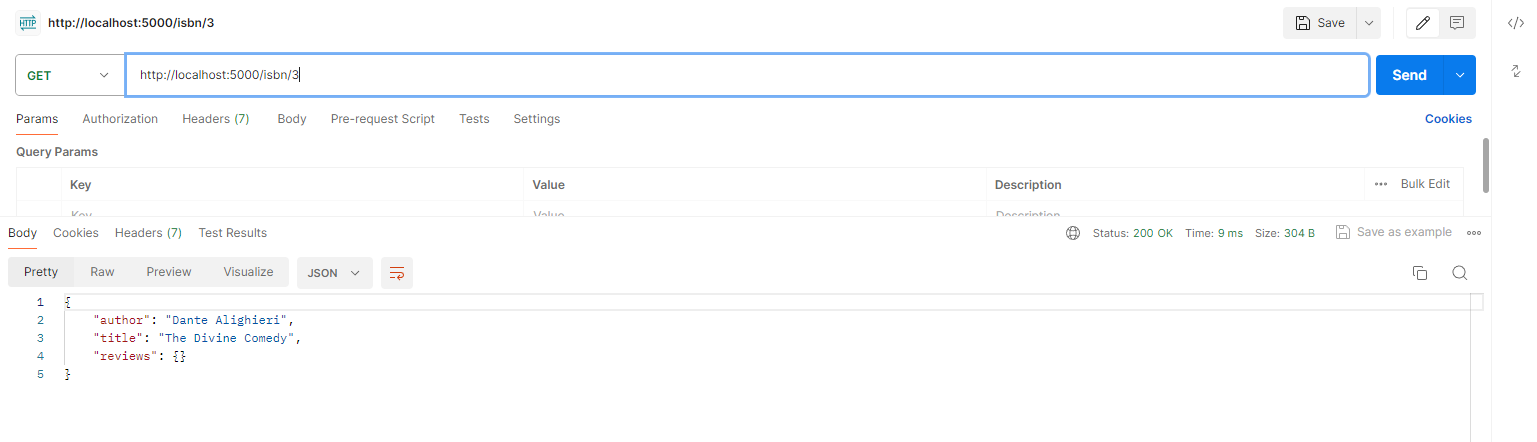 HTTP http://localhost:5000/isbn/3
Save
GET http://localhost:5000/isbn/3 Send
Params Authorization Headers (7) Body Pre-request Script Tests Settings Cookies
Query Params
Key Value Description ••• Bulk Edit
Key Value Description
Body Cookies Headers (7) Test Results Status: 200 OK Time: 9 ms Size: 304 B Save as example
Pretty Raw Preview Visualize JSON
1 {
2 "author": "Dante Alighieri",
3 "title": "The Divine Comedy",
4 "reviews": {}
5 }